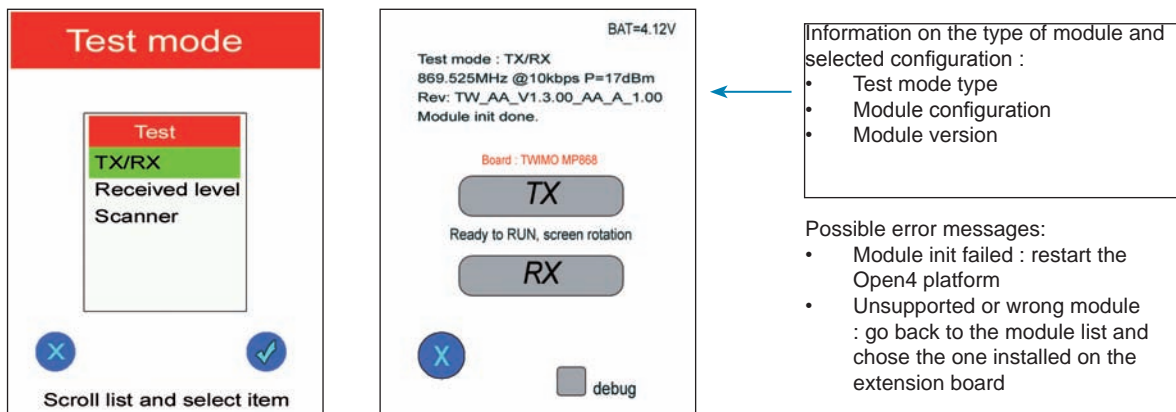 Test mode
Test
TX/RX
Received level
Scanner
X
Scroll list and select item
BAT=4.12V
Test mode : TX/RX
869.525MHz @10kbps P=17dBm
Rev: TW_AA_V1.3.00_AA_A_1.00
Module init done.
Board : TWIMO MP868
TX
Ready to RUN, screen rotation
RX
X
debug
Information on the type of module and
selected configuration :
• Test mode type
• Module configuration
• Module version
Possible error messages:
• Module init failed : restart the
Open4 platform
• Unsupported or wrong module
: go back to the module list and
chose the one installed on the
extension board